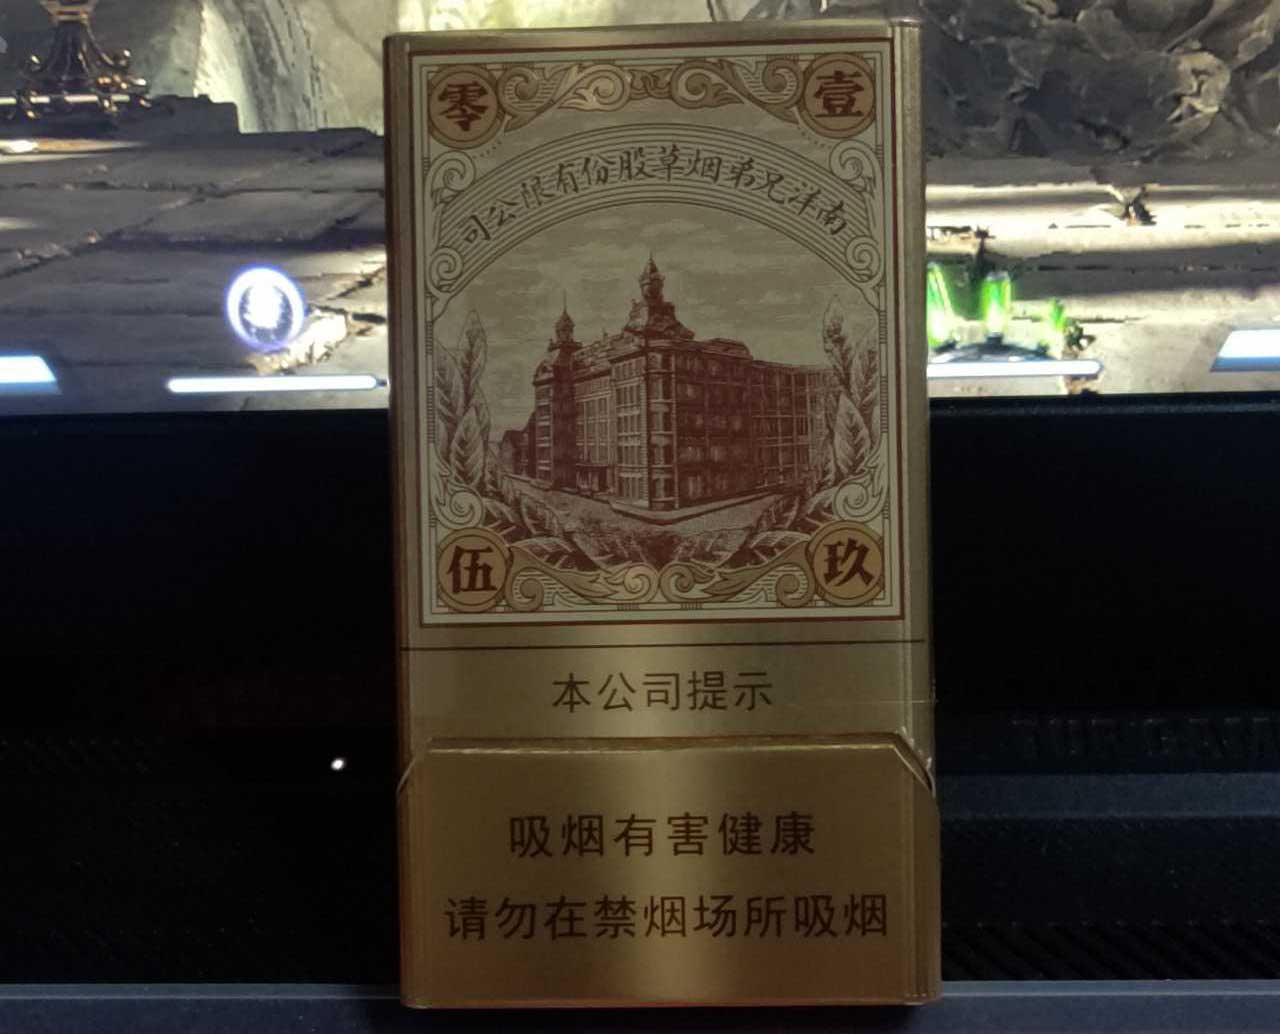 零 壹
司公限有份股草烟弟兄洋南
伍 玖
本公司提示
吸烟有害健康
请勿在禁烟场所吸烟